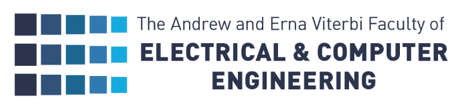 The Andrew and Erna Viterbi Faculty of
ELECTRICAL & COMPUTER
ENGINEERING